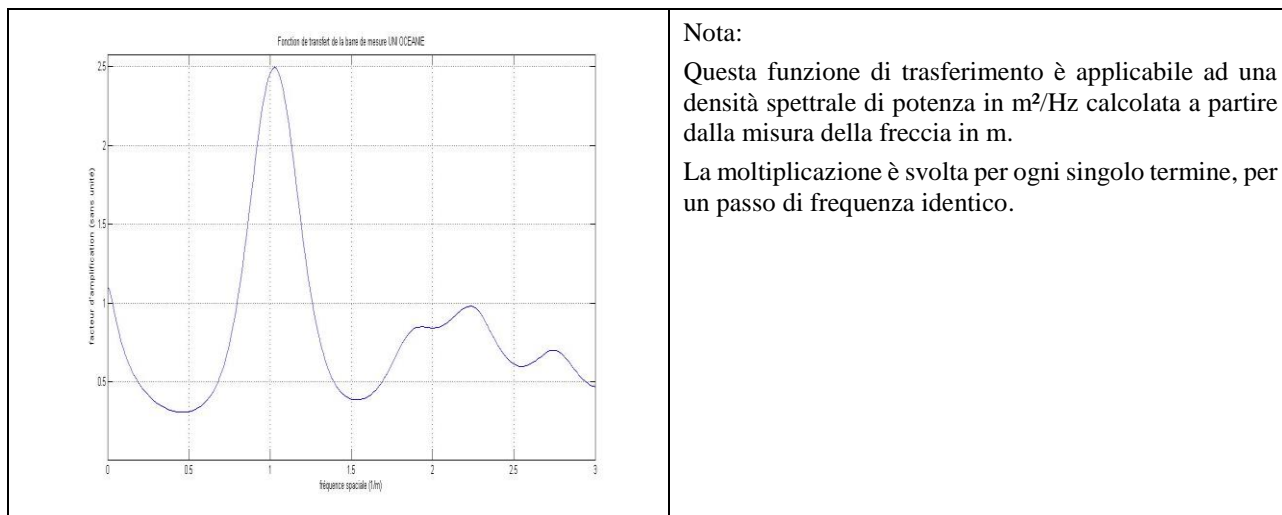 Fonction de transfert de la barre de mesure UNI OCEANIE
2.5
2
1.5
1
0.5
facteur d'amplification (sans unité)
0
0.5
1
1.5
2
2.5
3
fréquence spaciale (1/m)
Nota:
Questa funzione di trasferimento è applicabile ad una
densità spettrale di potenza in m²/Hz calcolata a partire
dalla misura della freccia in m.
La moltiplicazione è svolta per ogni singolo termine, per
un passo di frequenza identico.